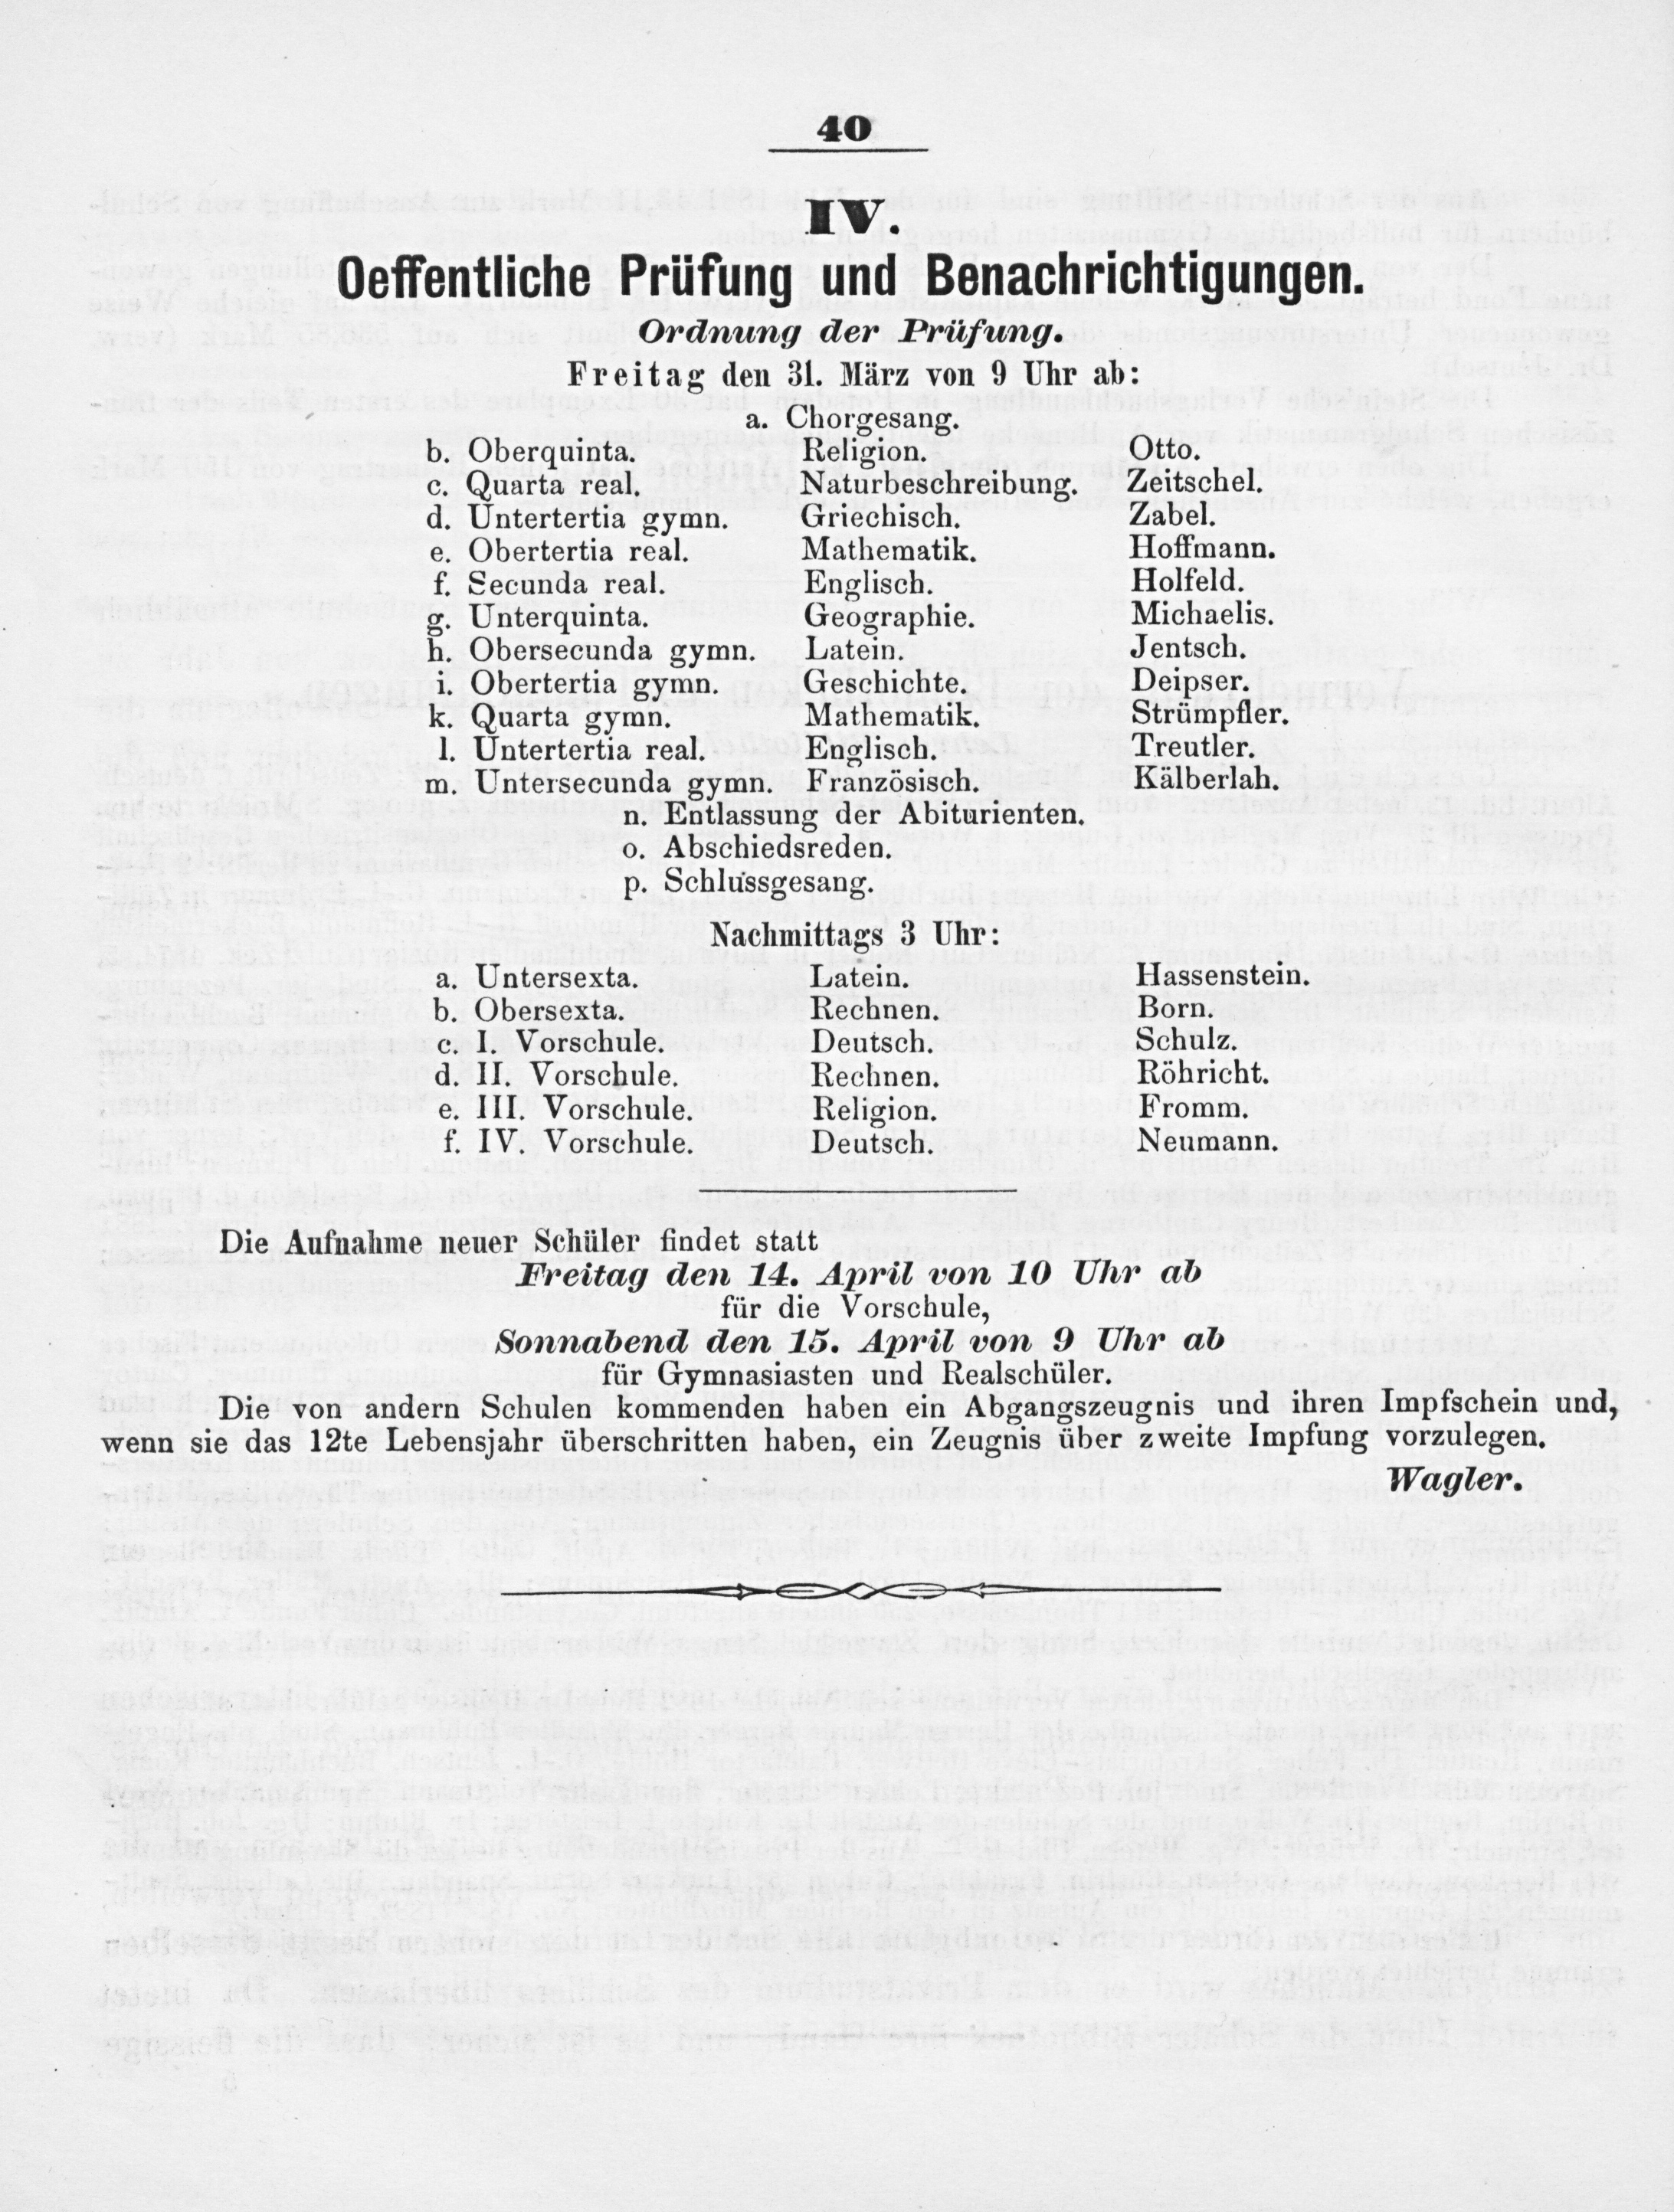 40
IV.
Oeffentliche Prüfung und Benachrichtigungen.
Ordnung der Prüfung.
Freitag den 31. März von 9 Uhr ab:
a. Chorgesang.
b. Oberquinta. Religion. Otto.
c. Quarta real. Naturbeschreibung. Zeitschel.
d. Untertertia gymn. Griechisch. Zabel.
e. Obertertia real. Mathematik. Hoffmann.
f. Secunda real. Englisch. Holfeld.
g. Unterquinta. Geographie. Michaelis.
h. Obersecunda gymn. Latein. Jentsch.
i. Obertertia gymn. Geschichte. Deipser.
k. Quarta gymn. Mathematik. Strümpfler.
l. Untertertia real. Englisch. Treutler.
m. Untersecunda gymn. Französisch. Kälberlah.
n. Entlassung der Abiturienten.
o. Abschiedsreden.
p. Schlussgesang.
Nachmittags 3 Uhr:
a. Untersexta. Latein. Hassenstein.
b. Obersexta. Rechnen. Born.
c. I. Vorschule. Deutsch. Schulz.
d. II. Vorschule. Rechnen. Röhricht.
e. III. Vorschule. Religion. Fromm.
f. IV. Vorschule. Deutsch. Neumann.
Die Aufnahme neuer Schüler findet statt
Freitag den 14. April von 10 Uhr ab
für die Vorschule,
Sonnabend den 15. April von 9 Uhr ab
für Gymnasiasten und Realschüler.
Die von andern Schulen kommenden haben ein Abgangszeugnis und ihren Impfschein und,
wenn sie das 12te Lebensjahr überschritten haben, ein Zeugnis über zweite Impfung vorzulegen.
Wagler.